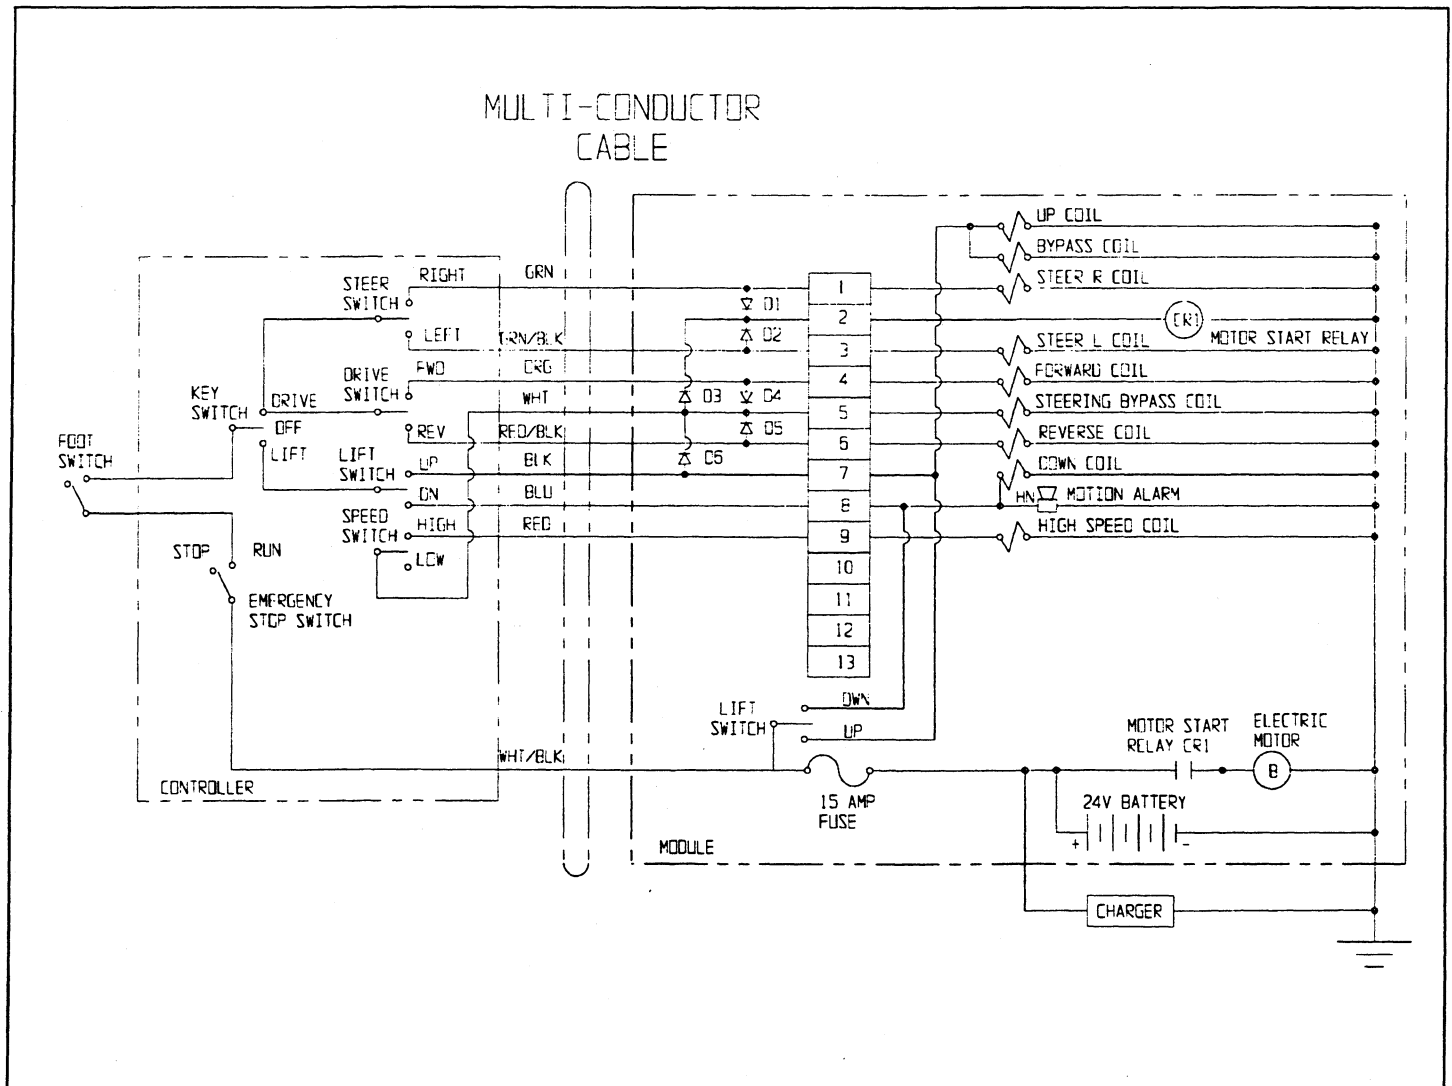 MULTI-CONDUCTOR
CABLE
UP COIL
BYPASS COIL
STEER R COIL
RIGHT
GRN
STEER
SWITCH
1
D1
2
CR1
MOTOR START RELAY
D2
LEFT
3
STEER L COIL
FWD
ORG
DRIVE
SWITCH
4
FORWARD COIL
KEY
SWITCH
DRIVE
WHT
D3
D4
5
STEERING BYPASS COIL
OFF
REV
RED/BLK
D5
6
REVERSE COIL
FOOT
SWITCH
LIFT
LIFT
SWITCH
UP
BLK
D6
7
DOWN COIL
DN
BLU
8
HN
MOTION ALARM
SPEED
SWITCH
HIGH
RED
9
HIGH SPEED COIL
STOP
RUN
LOW
10
EMERGENCY
STOP SWITCH
11
12
13
LIFT
SWITCH
DWN
UP
MOTOR START
RELAY CR1
ELECTRIC
MOTOR
WHT/BLK
B
CONTROLLER
15 AMP
FUSE
24V BATTERY
+
-
MODULE
CHARGER